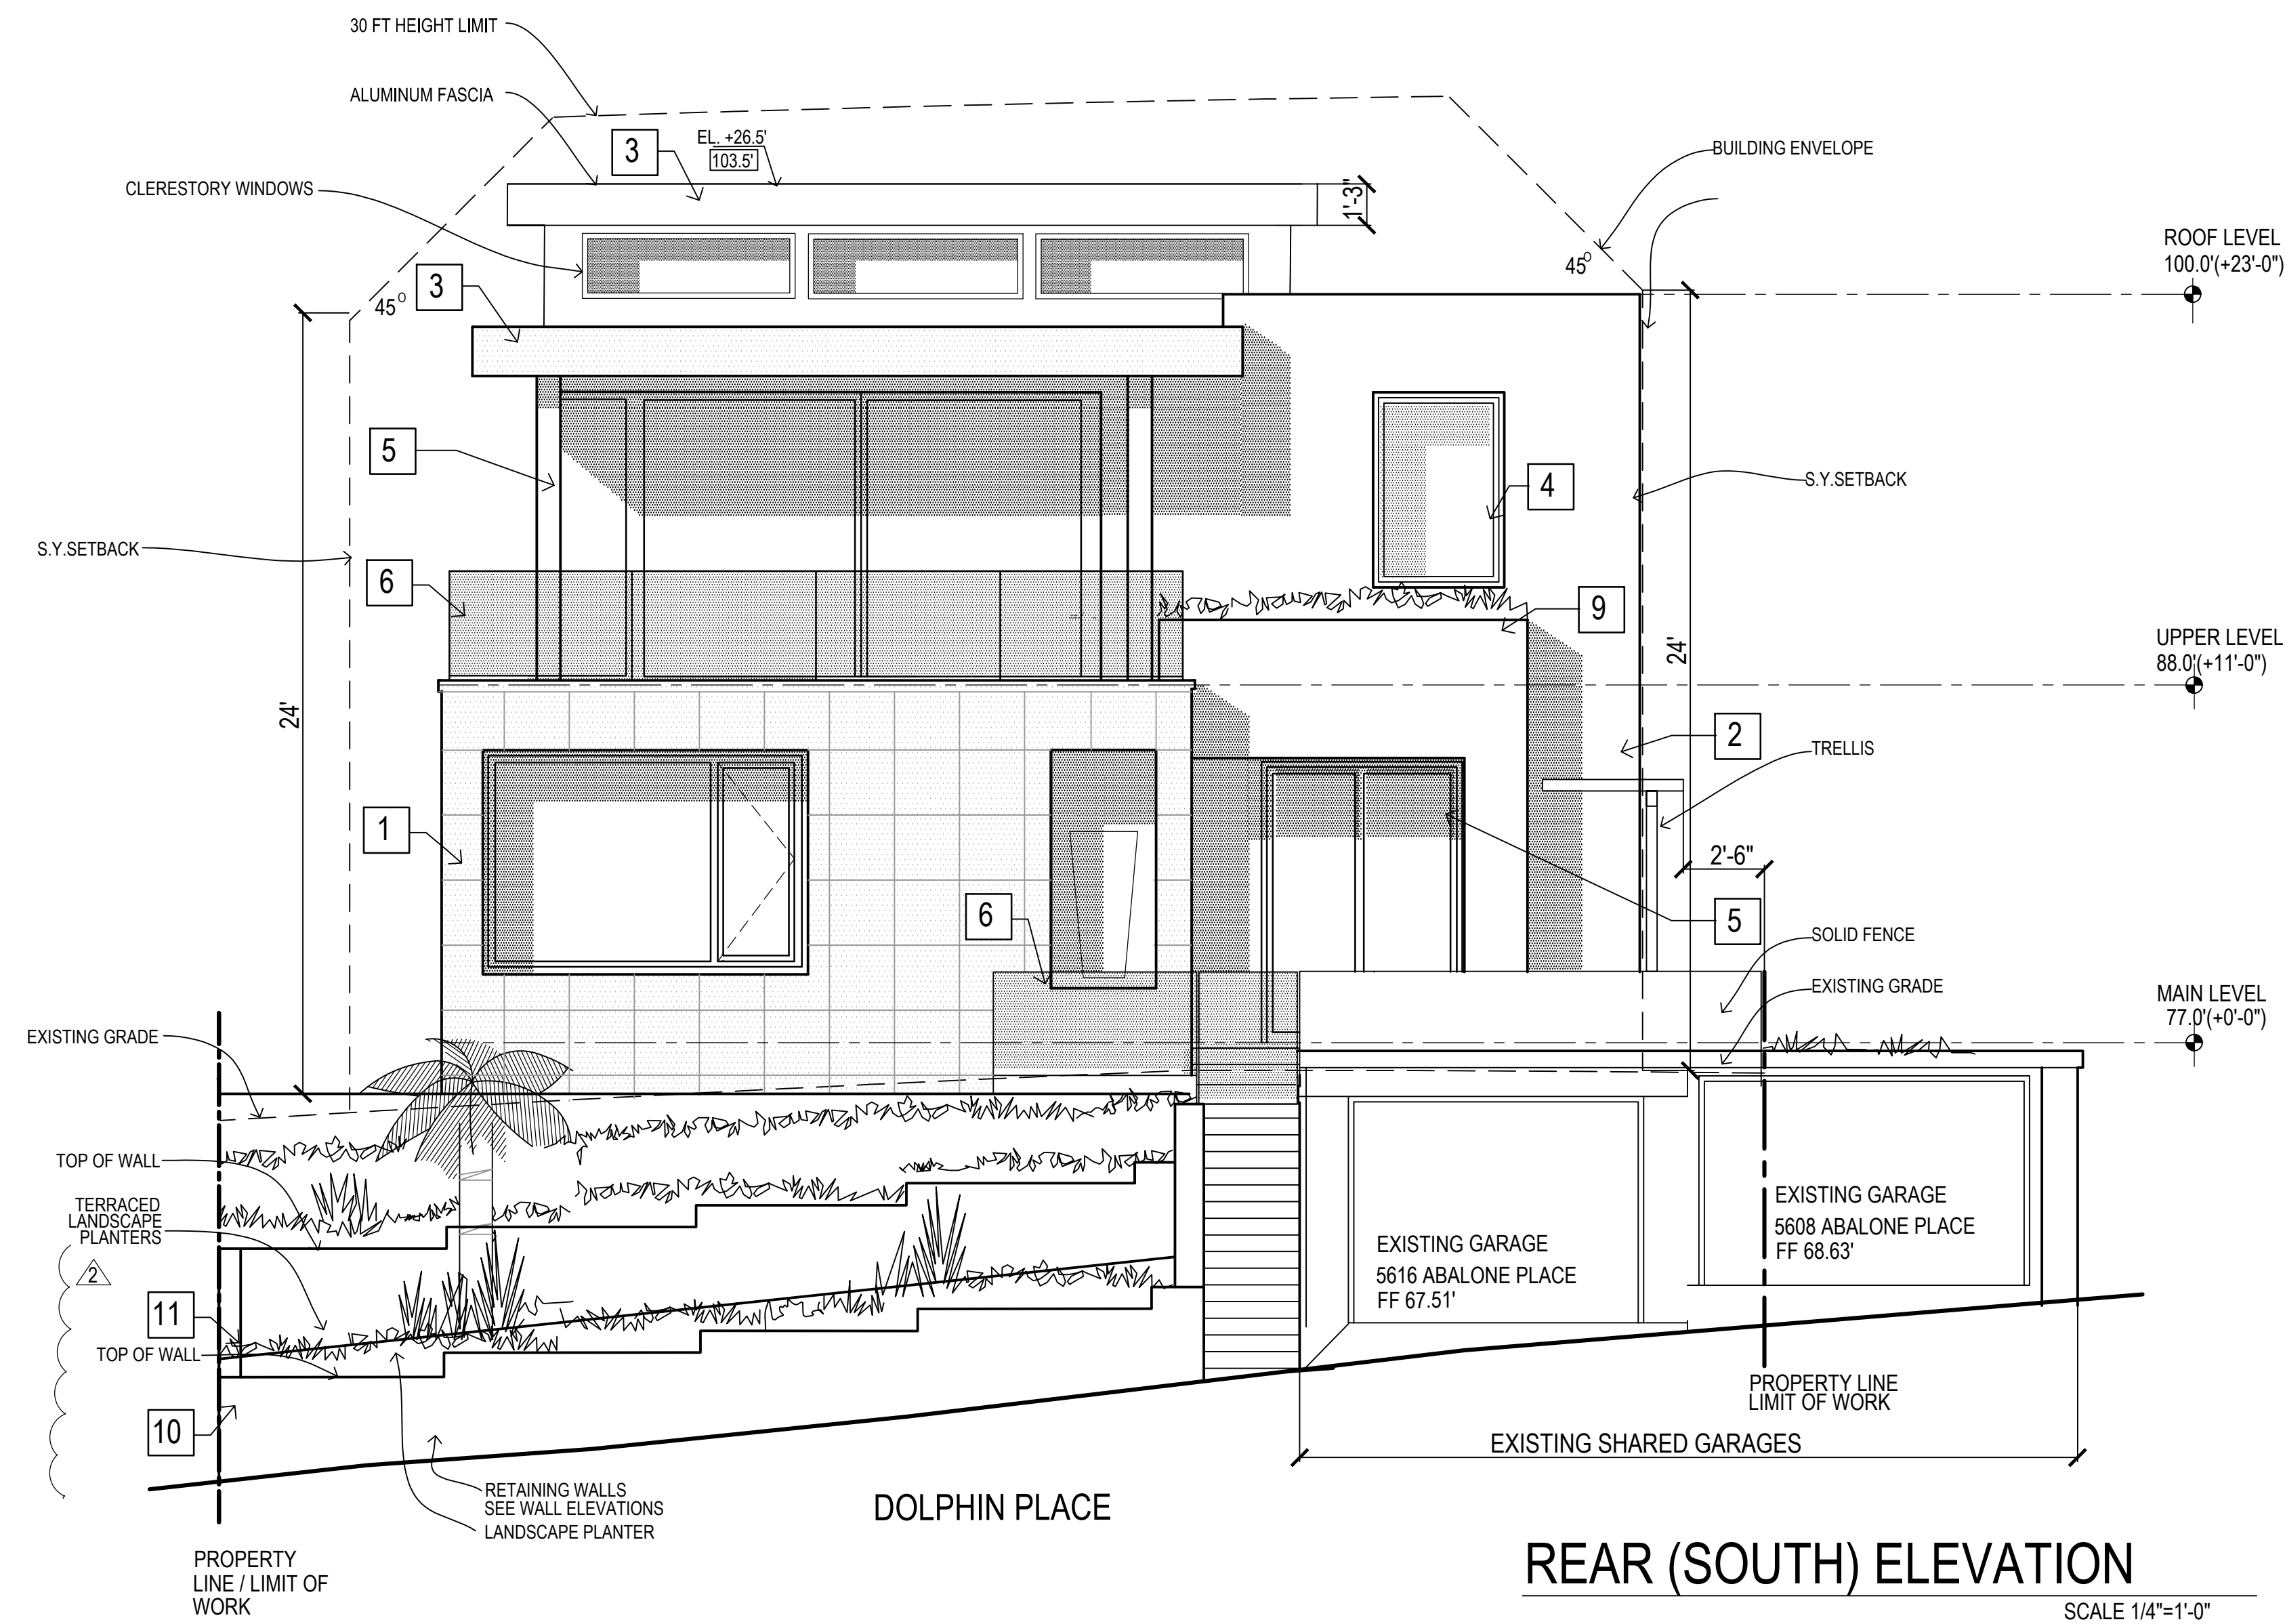 30 FT HEIGHT LIMIT
ALUMINUM FASCIA
3
EL. +26.5'
103.5'
BUILDING ENVELOPE
CLERESTORY WINDOWS
1'-3"
ROOF LEVEL
100.0'(+23'-0")
45°
3
45°
5
4
S.Y.SETBACK
S.Y.SETBACK
6
9
24'
UPPER LEVEL
88.0'(+11'-0")
24'
2
TRELLIS
1
2'-6"
6
5
SOLID FENCE
EXISTING GRADE
MAIN LEVEL
77.0'(+0'-0")
EXISTING GRADE
TOP OF WALL
TERRACED
LANDSCAPE
PLANTERS
2
11
TOP OF WALL
10
EXISTING GARAGE
5616 ABALONE PLACE
FF 67.51'
EXISTING GARAGE
5608 ABALONE PLACE
FF 68.63'
PROPERTY LINE
LIMIT OF WORK
EXISTING SHARED GARAGES
RETAINING WALLS
SEE WALL ELEVATIONS
LANDSCAPE PLANTER
DOLPHIN PLACE
PROPERTY
LINE / LIMIT OF
WORK
REAR (SOUTH) ELEVATION
SCALE 1/4"=1'-0"